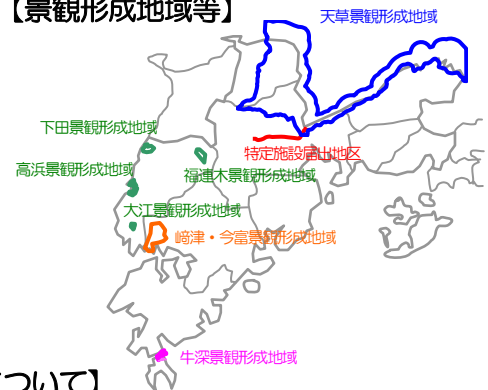 【景観形成地域等】
天草景観形成地域
下田景観形成地域
特定施設届出地区
高浜景観形成地域
福連木景観形成地域
大江景観形成地域
﨑津・今富景観形成地域
牛深景観形成地域
ついて】